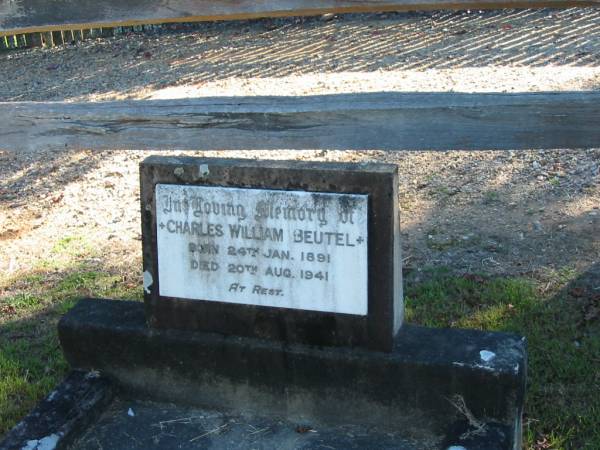 In Loving Memory of
+CHARLES WILLIAM BEUTEL+
BORN 24TH JAN. 1891
DIED 20TH AUG. 1941
AT REST.